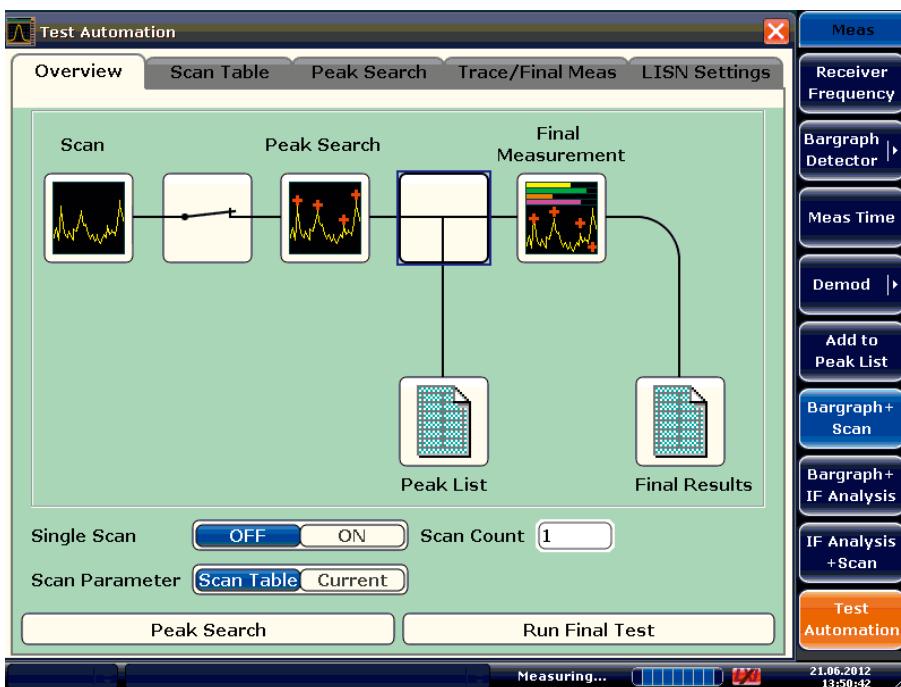 Test Automation
Meas
Overview
Scan Table
Peak Search
Trace/Final Meas
LISN Settings
Scan
Peak Search
Final
Measurement
Peak List
Final Results
Single Scan
OFF
ON
Scan Count
1
Scan Parameter
Scan Table
Current
Peak Search
Run Final Test
Receiver
Frequency
Bargraph
Detector
Meas Time
Demod
Add to
Peak List
Bargraph+
Scan
Bargraph+
IF Analysis
IF Analysis
+Scan
Test
Automation
Measuring...
LXI
21.06.2012
13:50:42